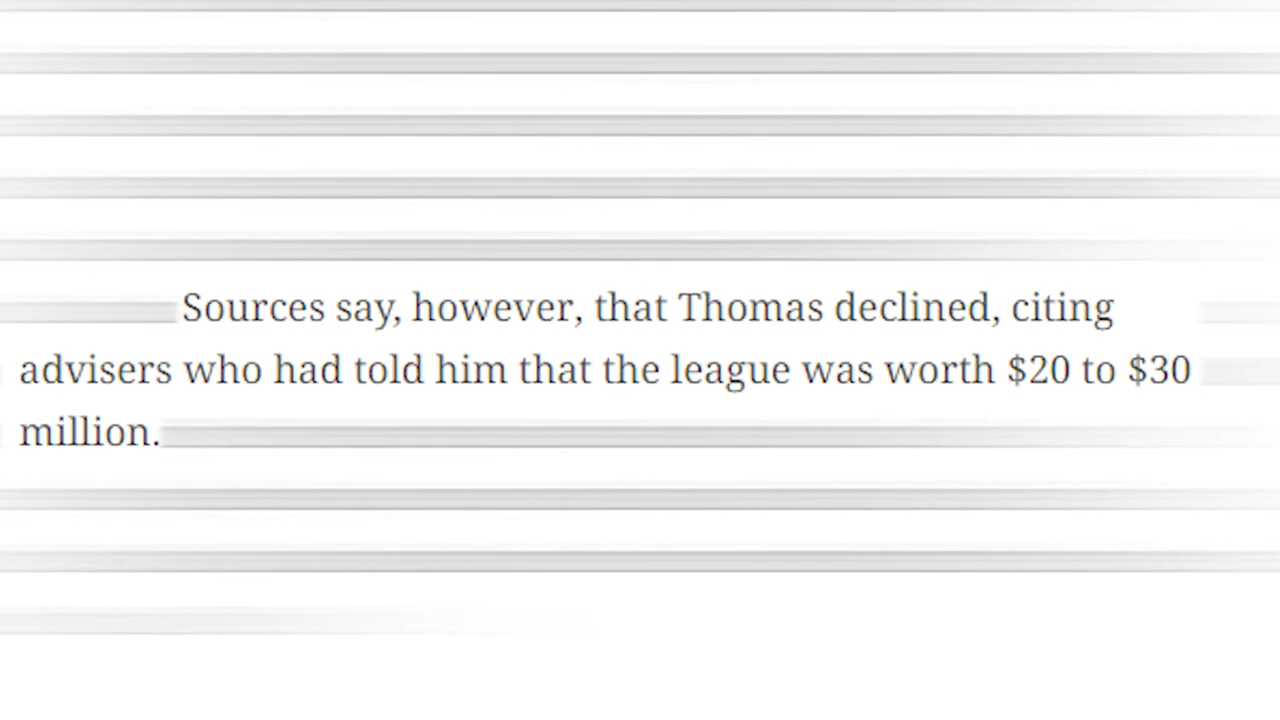 Sources say, however, that Thomas declined, citing
advisers who had told him that the league was worth $20 to $30
million.